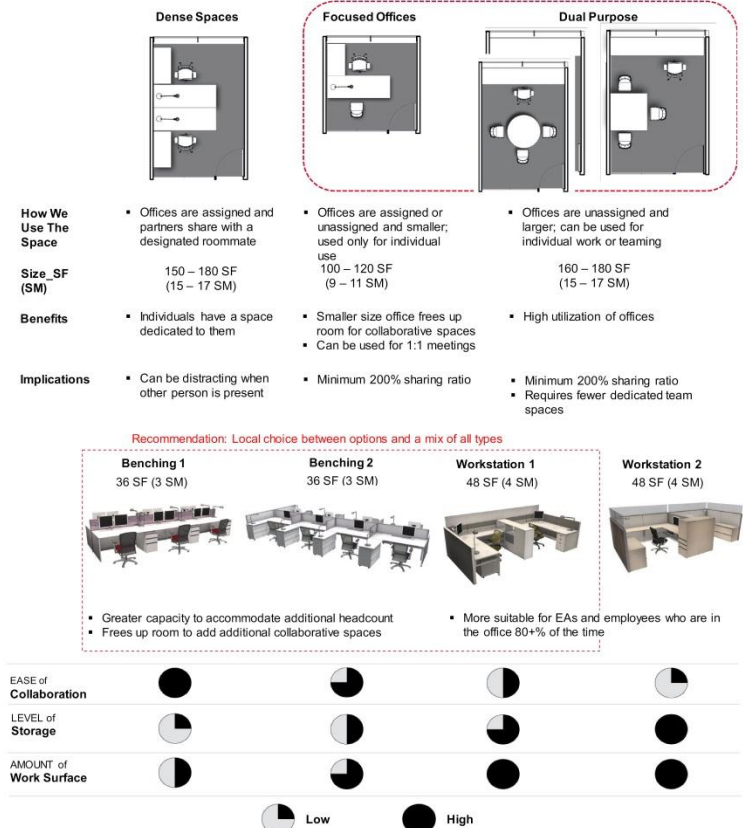 Dense Spaces
Focused Offices
Dual Purpose
How We
Use The
Space
▪ Offices are assigned and
partners share with a
designated roommate
▪ Offices are assigned or
unassigned and smaller;
used only for individual
use
▪ Offices are unassigned and
larger; can be used for
individual work or teaming
Size_SF
(SM)
150 – 180 SF
(15 – 17 SM)
100 – 120 SF
(9 – 11 SM)
160 – 180 SF
(15 – 17 SM)
Benefits
▪ Individuals have a space
dedicated to them
▪ Smaller size office frees up
room for collaborative spaces
▪ Can be used for 1:1 meetings
▪ High utilization of offices
Implications
▪ Can be distracting when
other person is present
▪ Minimum 200% sharing ratio
▪ Minimum 200% sharing ratio
▪ Requires fewer dedicated team
spaces
Recommendation: Local choice between options and a mix of all types
Benching 1
36 SF (3 SM)
Benching 2
36 SF (3 SM)
Workstation 1
48 SF (4 SM)
Workstation 2
48 SF (4 SM)
▪ Greater capacity to accommodate additional headcount
▪ Frees up room to add additional collaborative spaces
▪ More suitable for EAs and employees who are in
the office 80+% of the time
EASE of
Collaboration
LEVEL of
Storage
AMOUNT of
Work Surface
Low
High